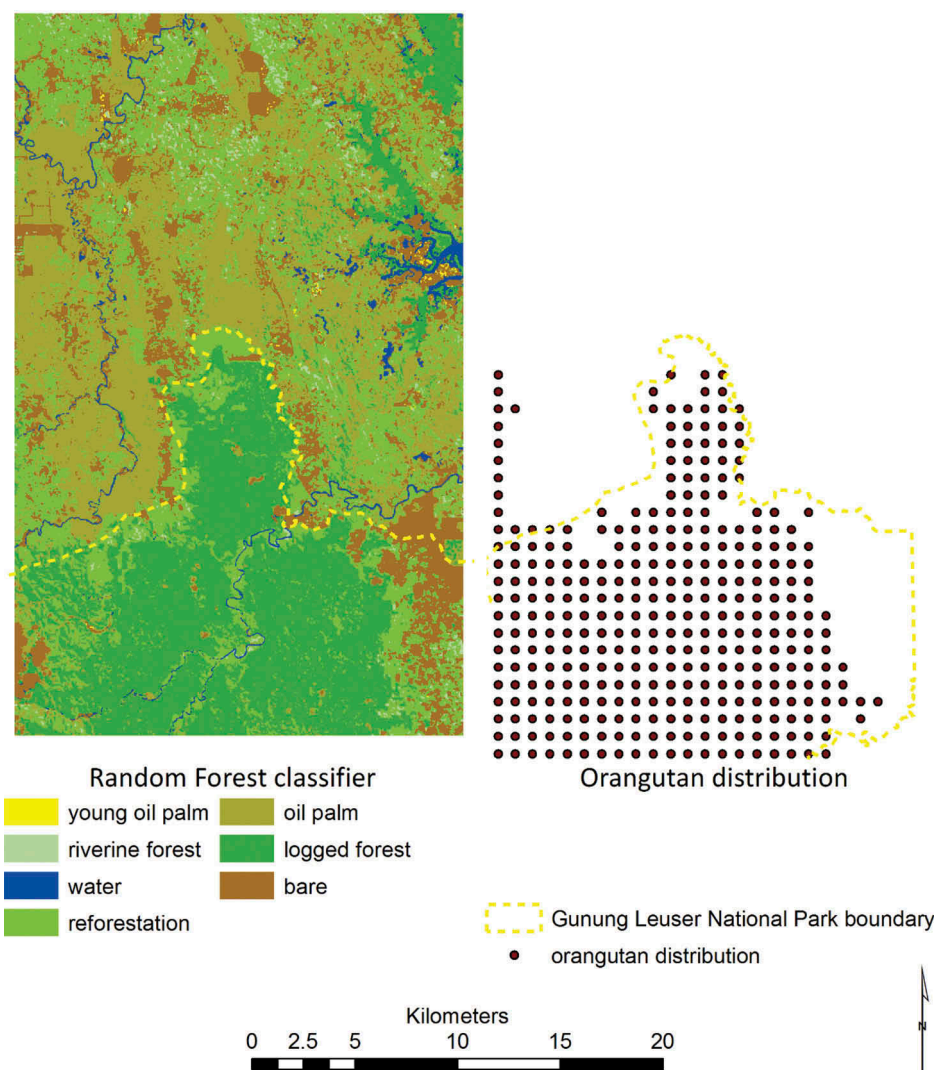 Random Forest classifier
young oil palm
oil palm
riverine forest
logged forest
water
bare
reforestation
Orangutan distribution
Gunung Leuser National Park boundary
orangutan distribution
Kilometers
0 2.5 5 10 15 20
N